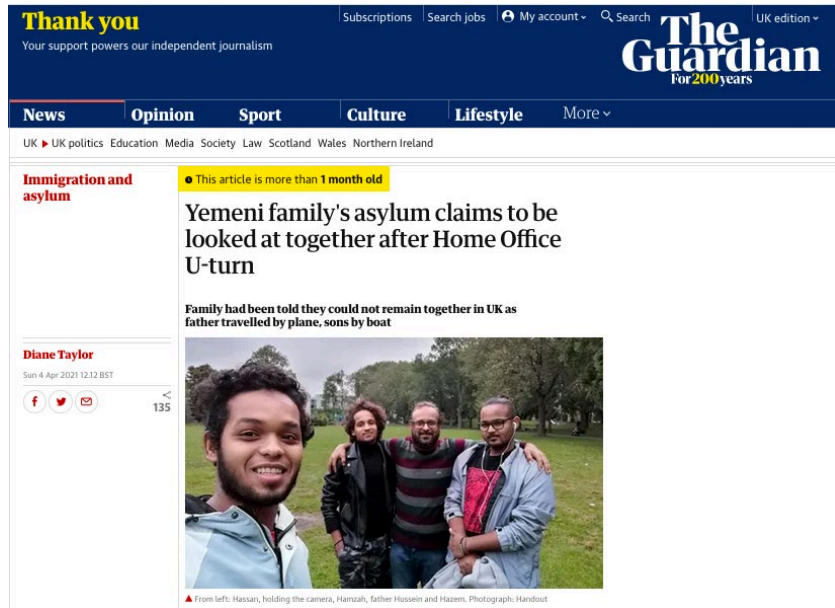 Thank you
Your support powers our independent journalism
Subscriptions Search jobs My account Search UK edition
The
Guardian
For 200 years
News Opinion Sport Culture Lifestyle More
UK UK politics Education Media Society Law Scotland Wales Northern Ireland
Immigration and
asylum
This article is more than 1 month old
Yemeni family's asylum claims to be
looked at together after Home Office
U-turn
Family had been told they could not remain together in UK as
father travelled by plane, sons by boat
Diane Taylor
Sun 4 Apr 2021 12.12 BST
135
From left: Hassan, holding the camera, Hamzah, father Hussein and Hazem. Photograph: Handout